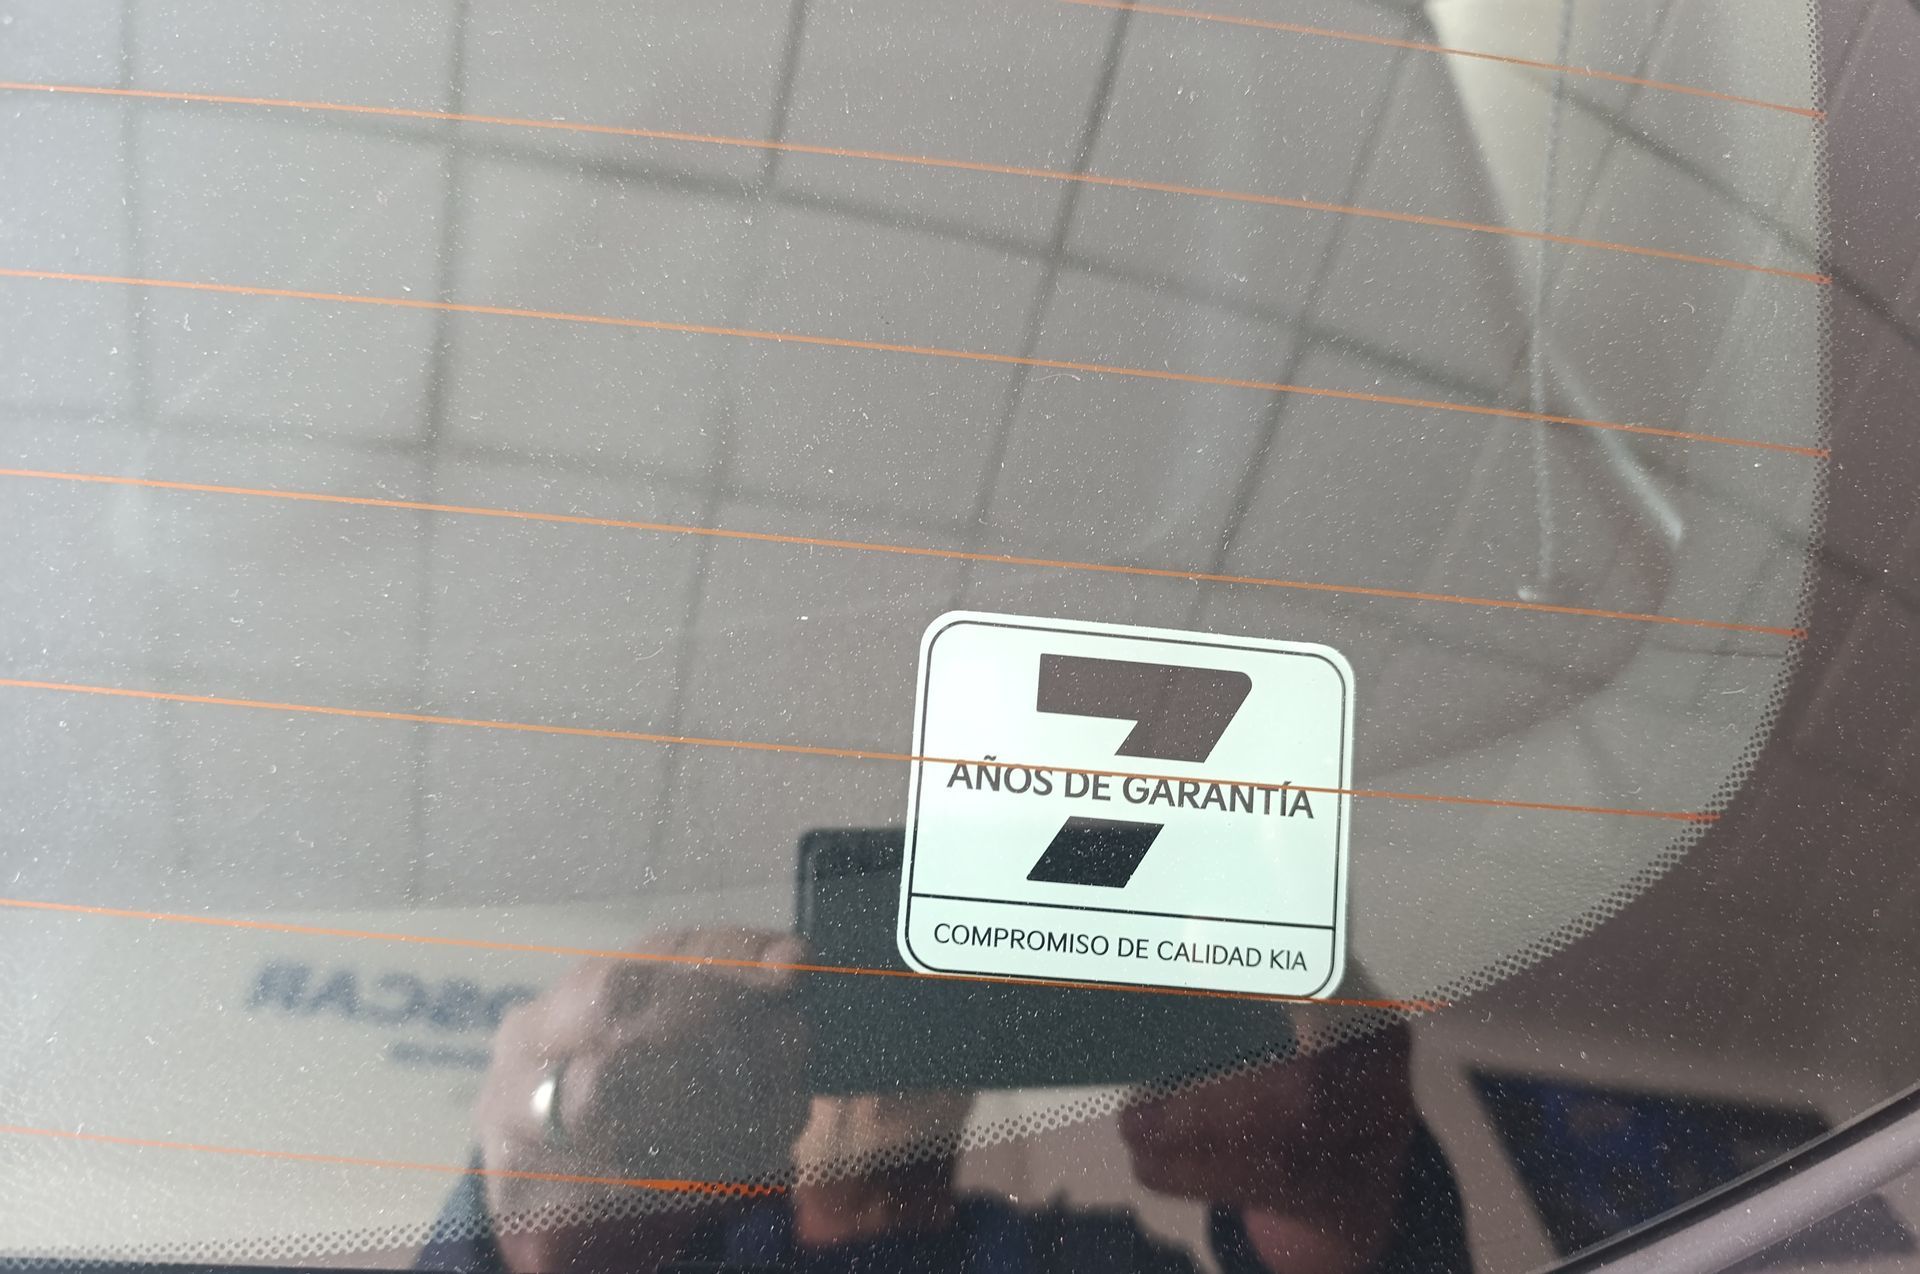 7
AÑOS DE GARANTÍA
COMPROMISO DE CALIDAD KIA